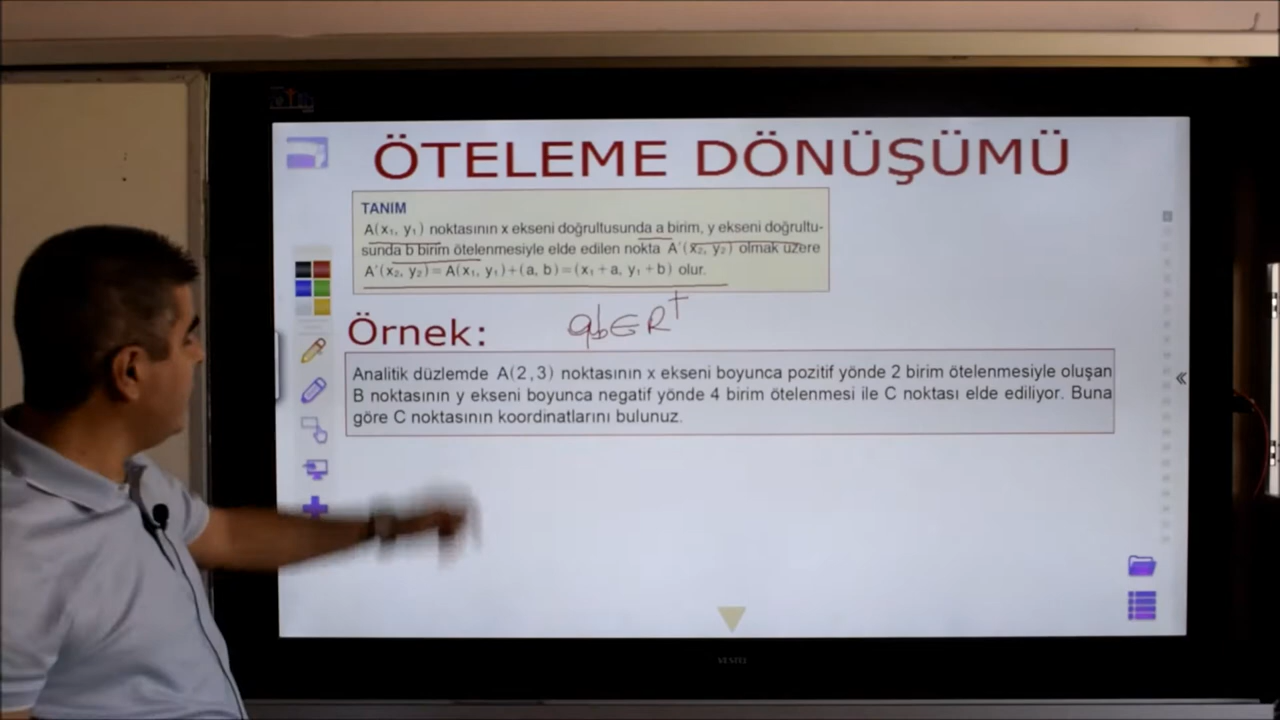 ÖTELEME DÖNÜŞÜMÜ
TANIM
A(x₁, y₁) noktasının x ekseni doğrultusunda a birim, y ekseni doğrultu-
sunda b birim ötelenmesiyle elde edilen nokta A'(x₂, y₂) olmak üzere
A'(x₂, y₂)=A(x₁, y₁)+(a, b)=(x₁+a, y₁+b) olur.
Örnek:
a,b∈R⁺
Analitik düzlemde A(2,3) noktasının x ekseni boyunca pozitif yönde 2 birim ötelenmesiyle oluşan
B noktasının y ekseni boyunca negatif yönde 4 birim ötelenmesi ile C noktası elde ediliyor. Buna
göre C noktasının koordinatlarını bulunuz.
VESTEL